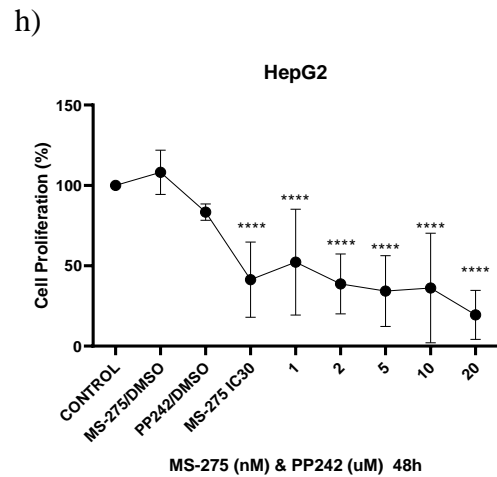 h)
HepG2
Cell Proliferation (%)
150
100
50
0
****
****
****
****
****
****
CONTROL
MS-275/DMSO
PP242/DMSO
MS-275 IC30
1
2
5
10
20
MS-275 (nM) & PP242 (uM) 48h